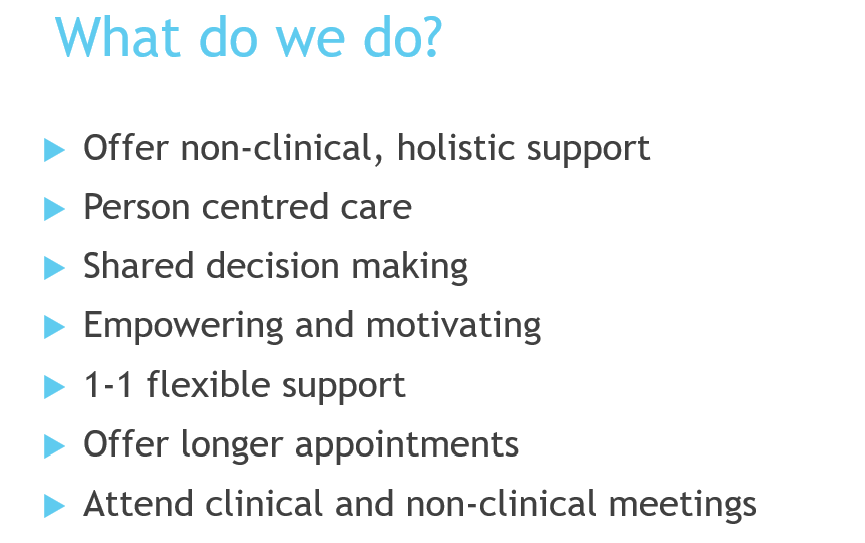 What do we do?
Offer non-clinical, holistic support
Person centred care
Shared decision making
Empowering and motivating
1-1 flexible support
Offer longer appointments
Attend clinical and non-clinical meetings